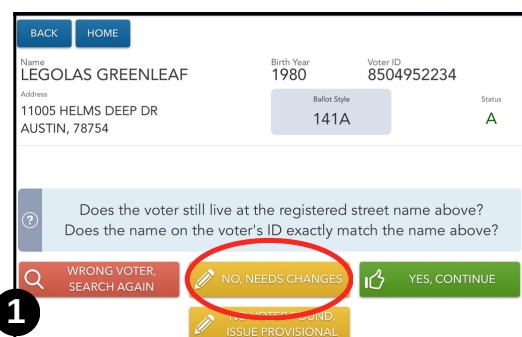 BACK HOME
Name Birth Year Voter ID
LEGOLAS GREENLEAF 1980 8504952234
Address Ballot Style Status
11005 HELMS DEEP DR 141A A
AUSTIN, 78754
? Does the voter still live at the registered street name above?
Does the name on the voter's ID exactly match the name above?
WRONG VOTER, NO, NEEDS CHANGES YES, CONTINUE
SEARCH AGAIN
1 NO VOTER FOUND,
ISSUE PROVISIONAL